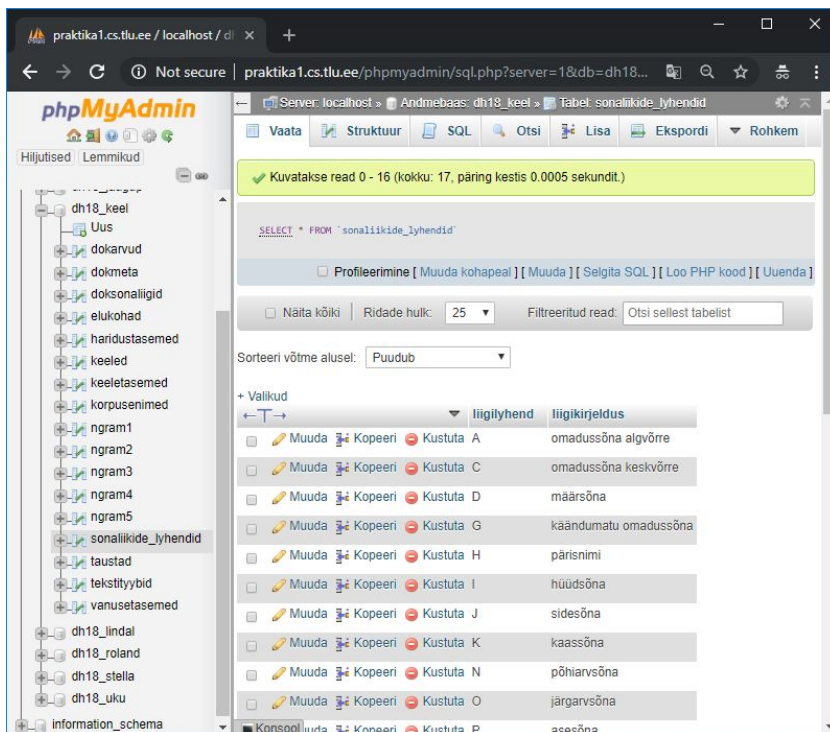 praktika1.cs.tlu.ee / localhost / d
Not secure | praktika1.cs.tlu.ee/phpmyadmin/sql.php?server=1&db=dh18...
phpMyAdmin
Hiljutised Lemmikud
dh18_keel
Uus
dokarvud
dokmeta
doksonaliigid
elukohad
haridustasemed
keeled
keeletasemed
korpusenimed
ngram1
ngram2
ngram3
ngram4
ngram5
sonaliikide_lyhendid
taustad
tekstityybid
vanusetasemed
dh18_lindal
dh18_roland
dh18_stella
dh18_uku
information_schema
Server: localhost » Andmebaas: dh18_keel » Tabel: sonaliikide_lyhendid
Vaata Struktuur SQL Otsi Lisa Ekspordi Rohkem
Kuvatakse read 0 - 16 (kokku: 17, päring kestis 0.0005 sekundit.)
SELECT * FROM `sonaliikide_lyhendid`
Profileerimine [ Muuda kohapeal ] [ Muuda ] [ Selgita SQL ] [ Loo PHP kood ] [ Uuenda ]
Näita kõiki | Ridade hulk: 25 Filtreeritud read: Otsi sellest tabelist
Sorteeri võtme alusel: Puudub
+ Valikud
←T→ liigilyhend liigikirjeldus
Muuda Kopeeri Kustuta A omadussõna algvõrre
Muuda Kopeeri Kustuta C omadussõna keskvõrre
Muuda Kopeeri Kustuta D määrsõna
Muuda Kopeeri Kustuta G käändumatu omadussõna
Muuda Kopeeri Kustuta H pärisnimi
Muuda Kopeeri Kustuta I hüüdsõna
Muuda Kopeeri Kustuta J sidesõna
Muuda Kopeeri Kustuta K kaassõna
Muuda Kopeeri Kustuta N põhiarvsõna
Muuda Kopeeri Kustuta O järgarvsõna
Konsool Kopeeri Kustuta P asesõna